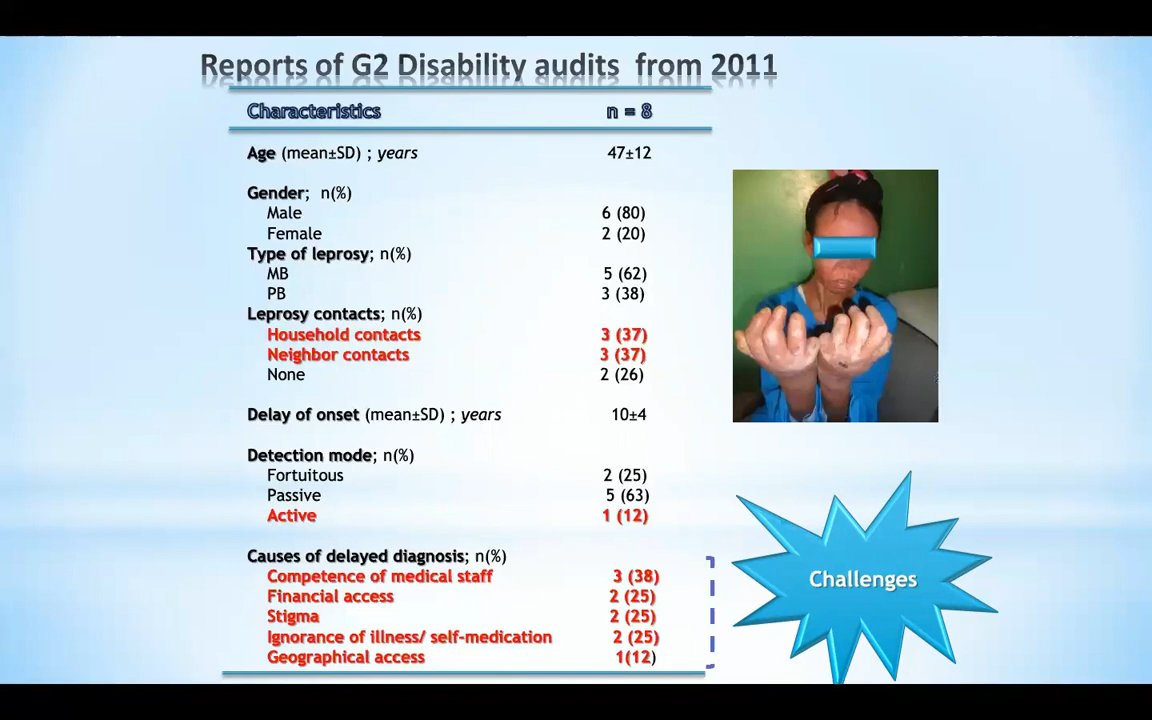 Reports of G2 Disability audits from 2011
Characteristics n = 8
Age (mean±SD) ; years 47±12
Gender; n(%)
Male 6 (80)
Female 2 (20)
Type of leprosy; n(%)
MB 5 (62)
PB 3 (38)
Leprosy contacts; n(%)
Household contacts 3 (37)
Neighbor contacts 3 (37)
None 2 (26)
Delay of onset (mean±SD) ; years 10±4
Detection mode; n(%)
Fortuitous 2 (25)
Passive 5 (63)
Active 1 (12)
Causes of delayed diagnosis; n(%)
Competence of medical staff 3 (38)
Financial access 2 (25)
Stigma 2 (25)
Ignorance of illness/ self-medication 2 (25)
Geographical access 1(12)
Challenges